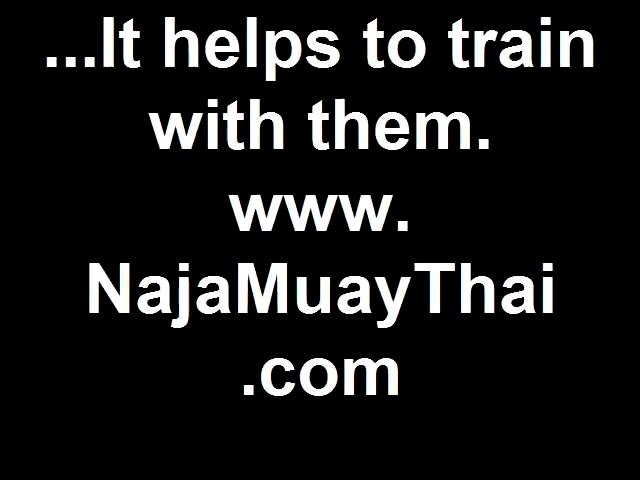 ...It helps to train
with them.
www.
NajaMuayThai
.com